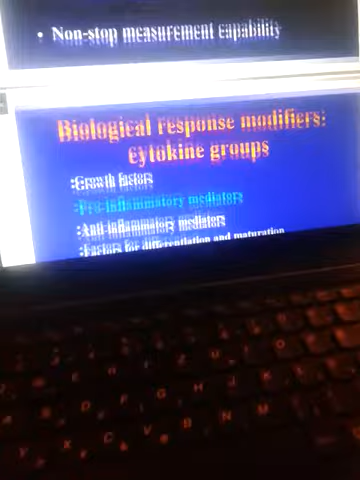 • Non-stop measurement capability
Biological response modifiers:
cytokine groups
:Growth factors
:Pro-inflammatory mediators
:Anti-inflammatory mediators
:Factors for differentiation and maturation
U I O
F G H J K
Y X C V B N M